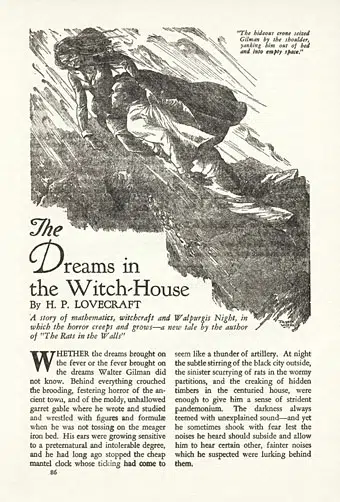 "The hideous crone seized
Gilman by the shoulder,
yanking him out of bed
and into empty space."
The
Dreams in
the Witch-House
By H. P. LOVECRAFT
A story of mathematics, witchcraft and Walpurgis Night, in
which the horror creeps and grows—a new tale by the author
of "The Rats in the Walls"
WHETHER the dreams brought on
the fever or the fever brought on
the dreams Walter Gilman did
not know. Behind everything crouched
the brooding, festering horror of the an-
cient town, and of the moldy, unhallowed
garret gable where he wrote and studied
and wrestled with figures and formulæ
when he was not tossing on the meager
iron bed. His ears were growing sensitive
to a preternatural and intolerable degree,
and he had long ago stopped the cheap
mantel clock whose ticking had come to
seem like a thunder of artillery. At night
the subtle stirring of the black city outside,
the sinister scurrying of rats in the wormy
partitions, and the creaking of hidden
timbers in the centuried house, were
enough to give him a sense of strident
pandemonium. The darkness always
teemed with unexplained sound—and yet
he sometimes shook with fear lest the
noises he heard should subside and allow
him to hear certain other, fainter noises
which he suspected were lurking behind
them.
86